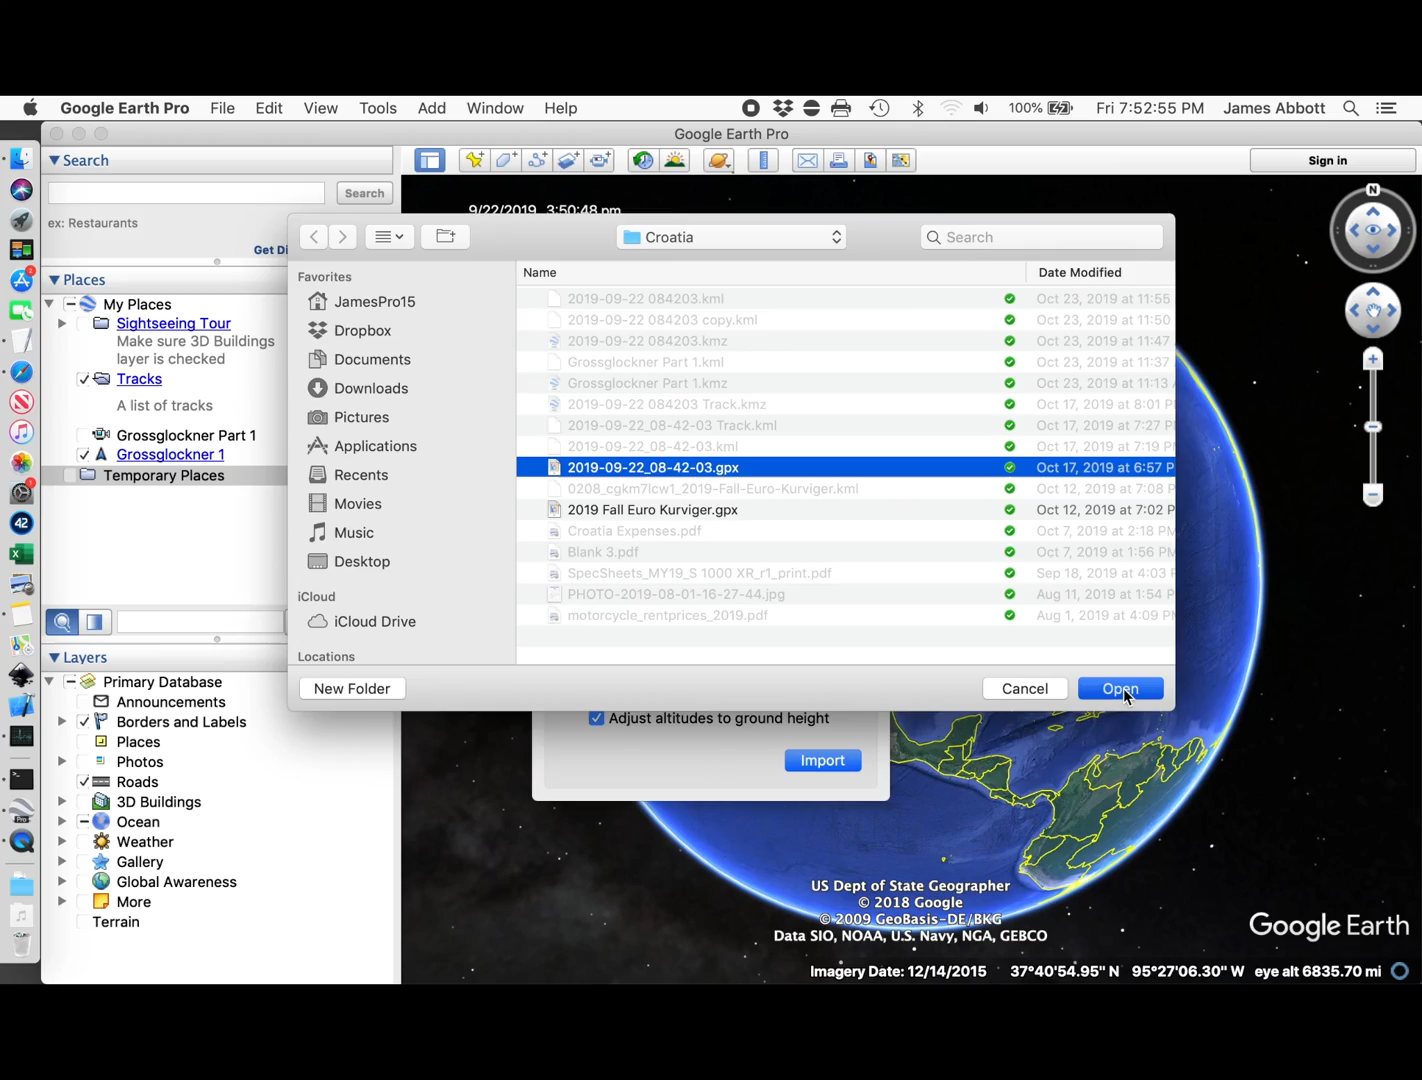 Google Earth Pro File Edit View Tools Add Window Help 100% Fri 7:52:55 PM James Abbott
Google Earth Pro
Search
Search
ex: Restaurants
Get Di
Sign in
N
9/22/2019 3:50:48 pm
Places
My Places
Sightseeing Tour
Make sure 3D Buildings
layer is checked
Tracks
A list of tracks
Grossglockner Part 1
Grossglockner 1
Temporary Places
Layers
Primary Database
Announcements
Borders and Labels
Places
Photos
Roads
3D Buildings
Ocean
Weather
Gallery
Global Awareness
More
Terrain
Croatia
Search
Favorites
JamesPro15
Dropbox
Documents
Downloads
Pictures
Applications
Recents
Movies
Music
Desktop
iCloud
iCloud Drive
Locations
Name Date Modified
2019-09-22 084203.kml Oct 23, 2019 at 11:55
2019-09-22 084203 copy.kml Oct 23, 2019 at 11:50
2019-09-22 084203.kmz Oct 23, 2019 at 11:47
Grossglockner Part 1.kml Oct 23, 2019 at 11:37
Grossglockner Part 1.kmz Oct 23, 2019 at 11:13
2019-09-22 084203 Track.kmz Oct 17, 2019 at 8:01 P
2019-09-22_08-42-03 Track.kml Oct 17, 2019 at 7:27 P
2019-09-22_08-42-03.kml Oct 17, 2019 at 7:19 P
2019-09-22_08-42-03.gpx Oct 17, 2019 at 6:57 P
0208_cgkm7lcw1_2019-Fall-Euro-Kurviger.kml Oct 12, 2019 at 7:08 P
2019 Fall Euro Kurviger.gpx Oct 12, 2019 at 7:02 P
Croatia Expenses.pdf Oct 7, 2019 at 2:18 PM
Blank 3.pdf Oct 7, 2019 at 1:56 PM
SpecSheets_MY19_S 1000 XR_r1_print.pdf Sep 18, 2019 at 4:03 P
PHOTO-2019-08-01-16-27-44.jpg Aug 11, 2019 at 1:54 P
motorcycle_rentprices_2019.pdf Aug 1, 2019 at 4:09 P
New Folder Cancel Open
Adjust altitudes to ground height
Import
42
Pro
US Dept of State Geographer
© 2018 Google
© 2009 GeoBasis-DE/BKG
Data SIO, NOAA, U.S. Navy, NGA, GEBCO
Google Earth
Imagery Date: 12/14/2015 37°40'54.95" N 95°27'06.30" W eye alt 6835.70 mi